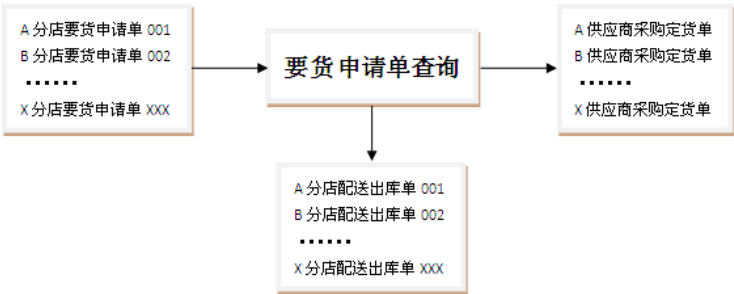 A 分店要货申请单 001
B 分店要货申请单 002
......
X 分店要货申请单 XXX
要货申请单查询
A 供应商采购定货单
B 供应商采购定货单
......
X 供应商采购定货单
A 分店配送出库单 001
B 分店配送出库单 002
......
X 分店配送出库单 XXX